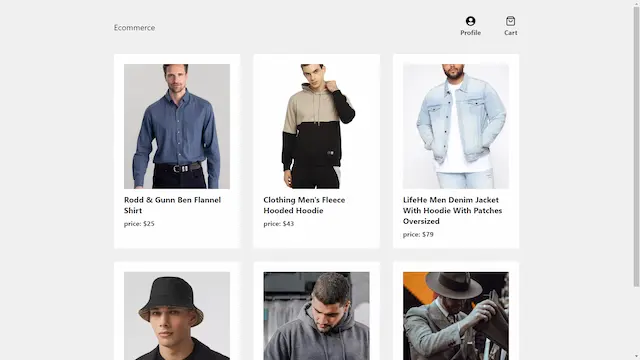 Ecommerce
Profile
Cart
Rodd & Gunn Ben Flannel
Shirt
price: $25
Clothing Men's Fleece
Hooded Hoodie
price: $43
LifeHe Men Denim Jacket
With Hoodie With Patches
Oversized
price: $79